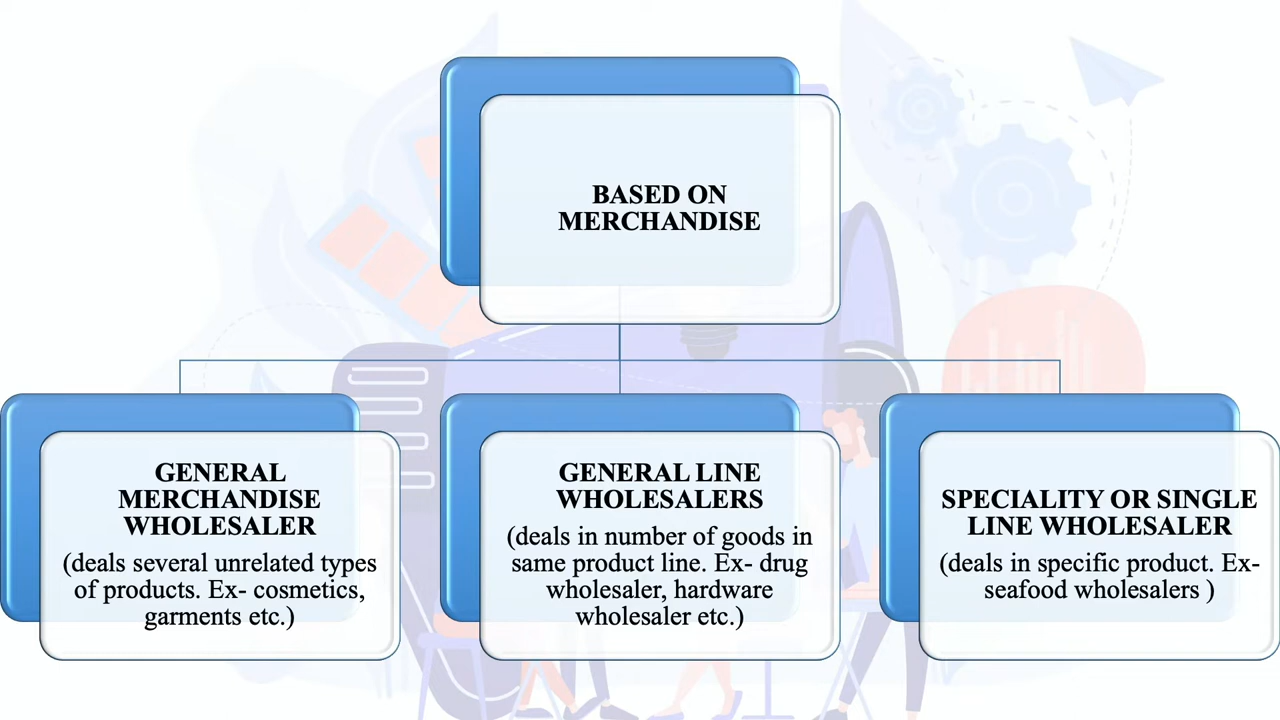 BASED ON
MERCHANDISE
GENERAL
MERCHANDISE
WHOLESALER
(deals several unrelated types
of products. Ex- cosmetics,
garments etc.)
GENERAL LINE
WHOLESALERS
(deals in number of goods in
same product line. Ex- drug
wholesaler, hardware
wholesaler etc.)
SPECIALITY OR SINGLE
LINE WHOLESALER
(deals in specific product. Ex-
seafood wholesalers )